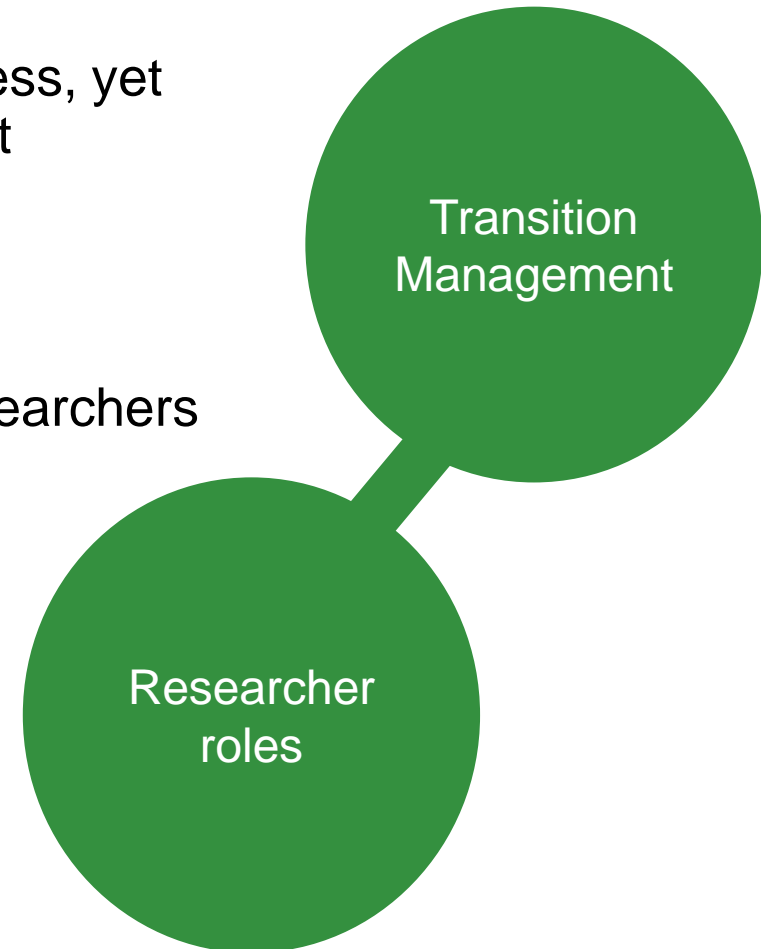 ess, yet
t
earchers
Transition
Management
Researcher
roles